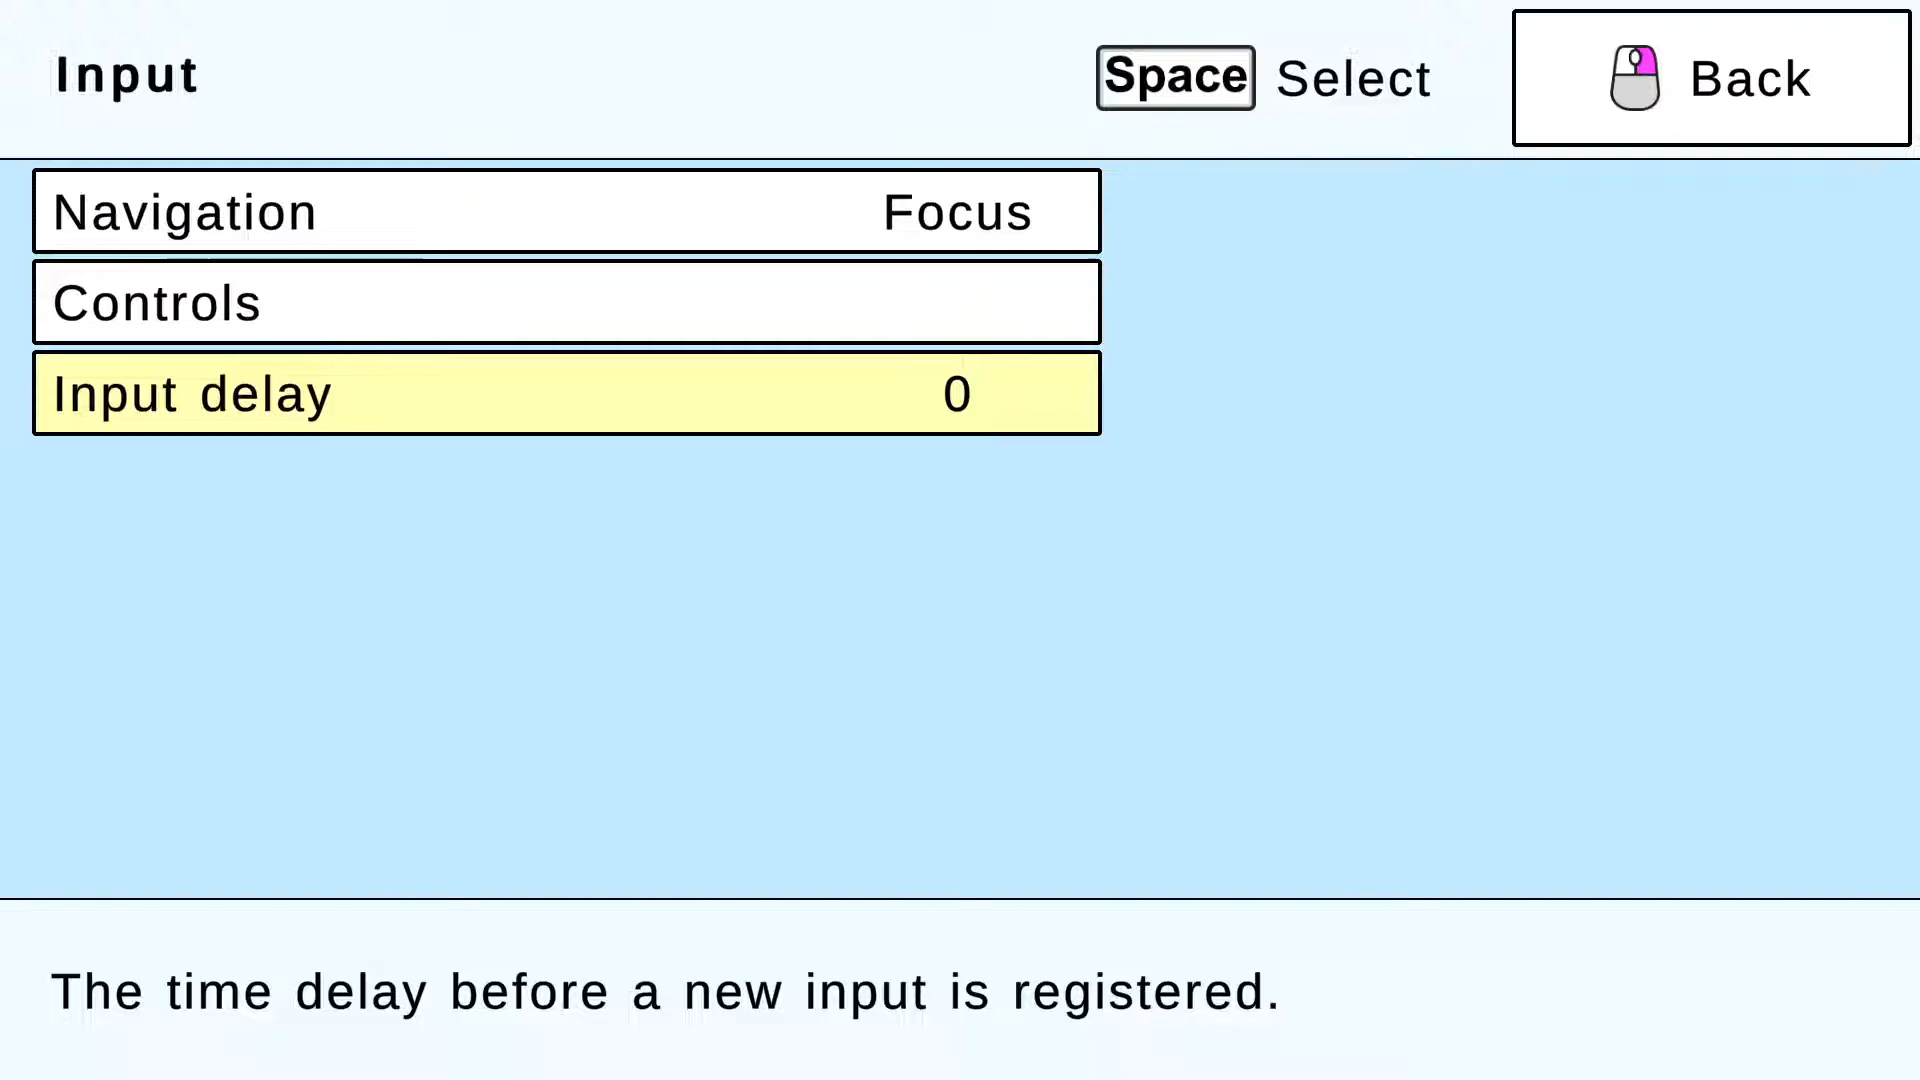 Input
Space Select
Back
Navigation Focus
Controls
Input delay 0
The time delay before a new input is registered.